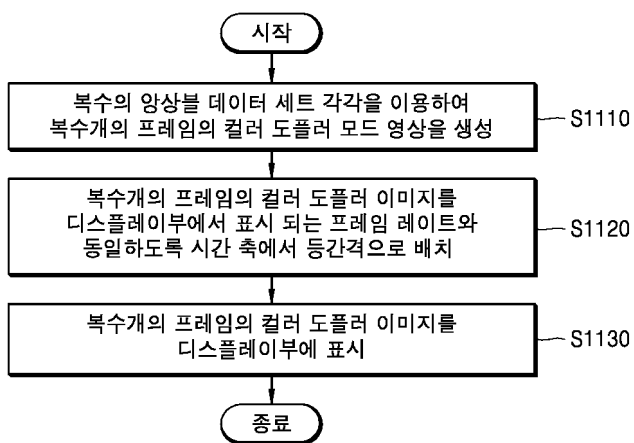 시작
복수의 앙상블 데이터 세트 각각을 이용하여
복수개의 프레임의 컬러 도플러 모드 영상을 생성
S1110
복수개의 프레임의 컬러 도플러 이미지를
디스플레이부에서 표시 되는 프레임 레이트와
동일하도록 시간 축에서 등간격으로 배치
S1120
복수개의 프레임의 컬러 도플러 이미지를
디스플레이부에 표시
S1130
종료